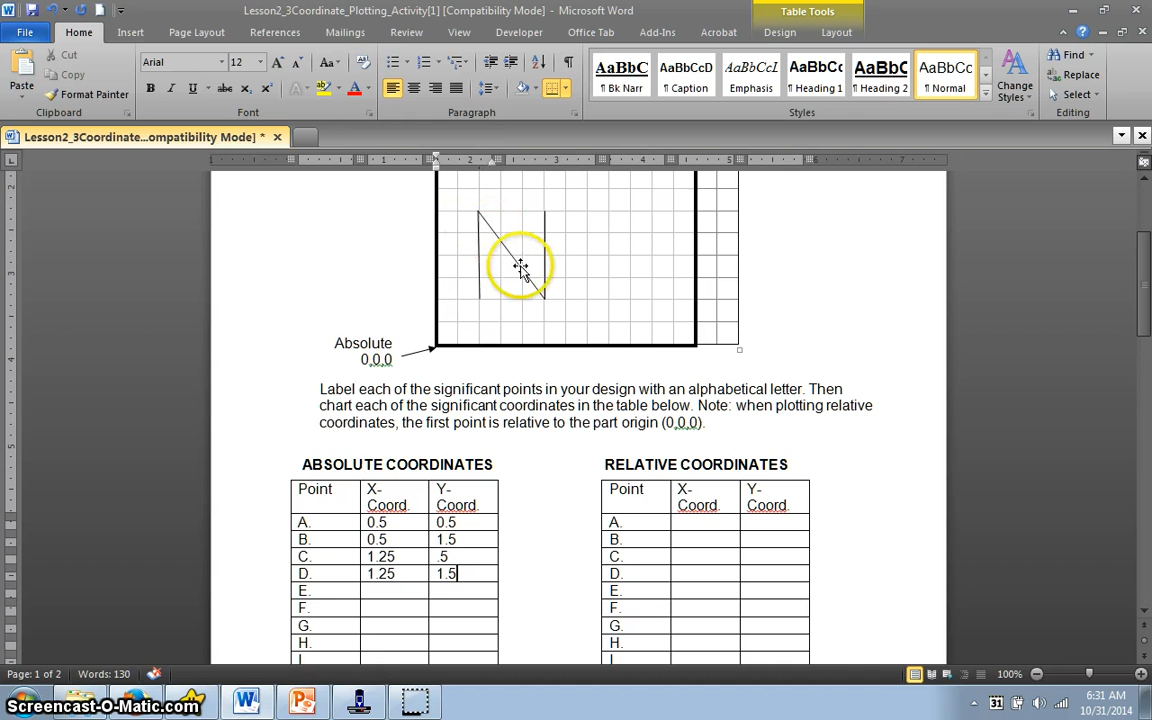 Lesson2_3Coordinate_Plotting_Activity[1] [Compatibility Mode] - Microsoft Word
Table Tools
File Home Insert Page Layout References Mailings Review View Developer Office Tab Add-Ins Acrobat Design Layout
Cut
Copy
Format Painter
Paste
Clipboard
Arial 12
Font
Paragraph
AaBbC AaBbCcD AaBbCcI AaBbCc AaBbCc AaBbCc
¶ Bk Narr ¶ Caption Emphasis ¶ Heading 1 ¶ Heading 2 ¶ Normal
Change Styles
Styles
Find
Replace
Select
Editing
Lesson2_3Coordinate...ompatibility Mode] *
Absolute
0,0,0
Label each of the significant points in your design with an alphabetical letter. Then
chart each of the significant coordinates in the table below. Note: when plotting relative
coordinates, the first point is relative to the part origin (0,0,0).
ABSOLUTE COORDINATES
Point X-Coord. Y-Coord.
A. 0.5 0.5
B. 0.5 1.5
C. 1.25 .5
D. 1.25 1.5
E.
F.
G.
H.
RELATIVE COORDINATES
Point X-Coord. Y-Coord.
A.
B.
C.
D.
E.
F.
G.
H.
Page: 1 of 2 Words: 130 100%
Screencast-O-Matic.com
31
6:31 AM
10/31/2014